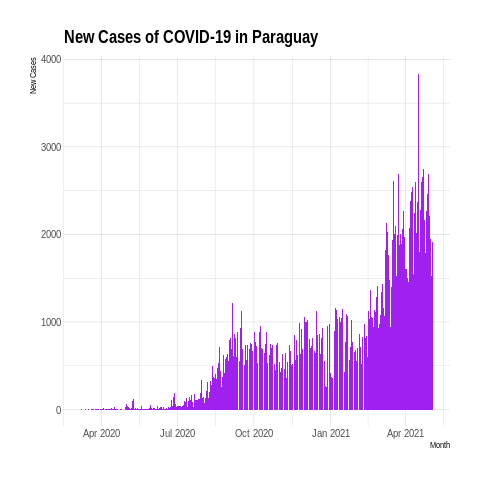 New Cases of COVID-19 in Paraguay
New Cases
4000
3000
2000
1000
0
Apr 2020 Jul 2020 Oct 2020 Jan 2021 Apr 2021
Month